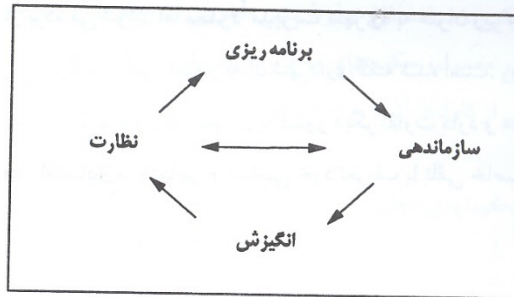 برنامه ریزی
سازماندهی
نظارت
انگیزش